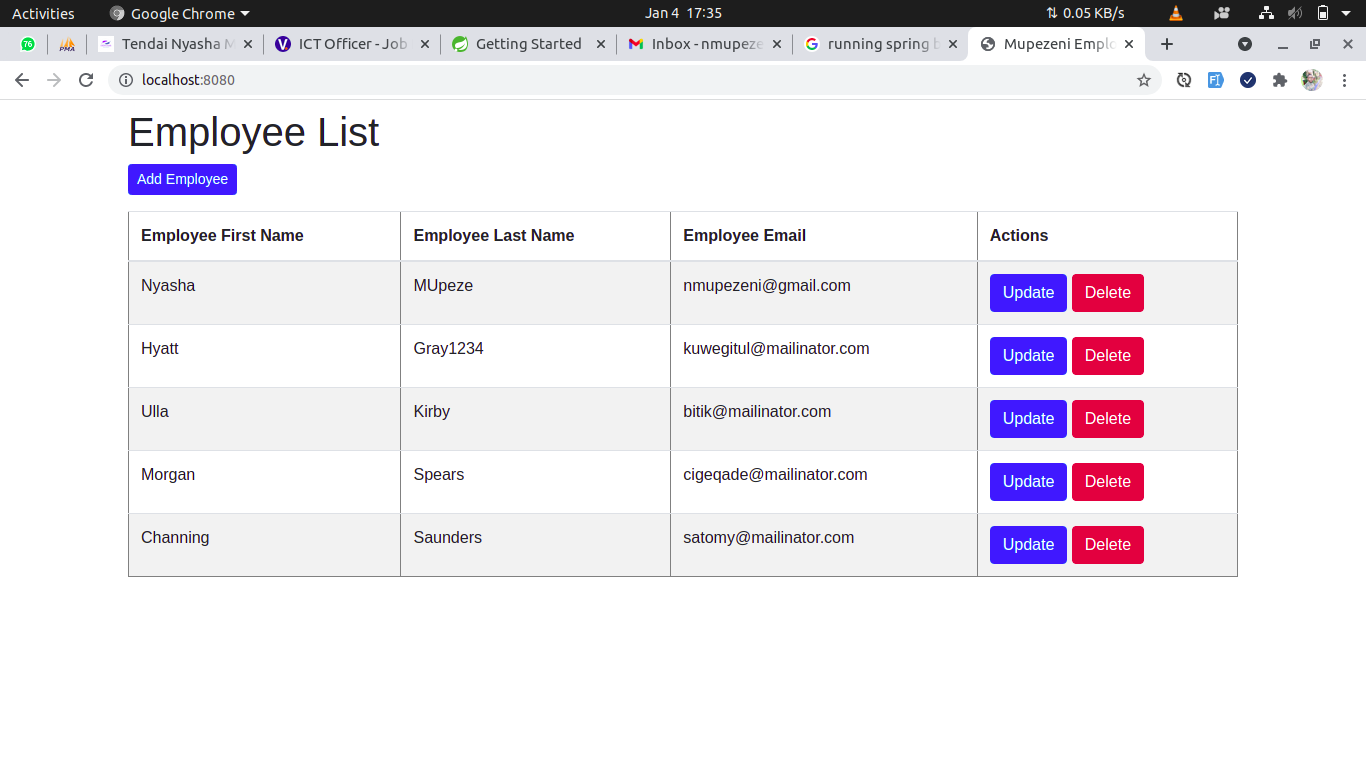 Activities Google Chrome Jan 4 17:35 0.05 KB/s
76 PMA Tendai Nyasha M ICT Officer - Job Getting Started Inbox - nmupeze running spring b Mupezeni Emplo
localhost:8080
Employee List
Add Employee
Employee First Name Employee Last Name Employee Email Actions
Nyasha MUpeze nmupezeni@gmail.com Update Delete
Hyatt Gray1234 kuwegitul@mailinator.com Update Delete
Ulla Kirby bitik@mailinator.com Update Delete
Morgan Spears cigeqade@mailinator.com Update Delete
Channing Saunders satomy@mailinator.com Update Delete